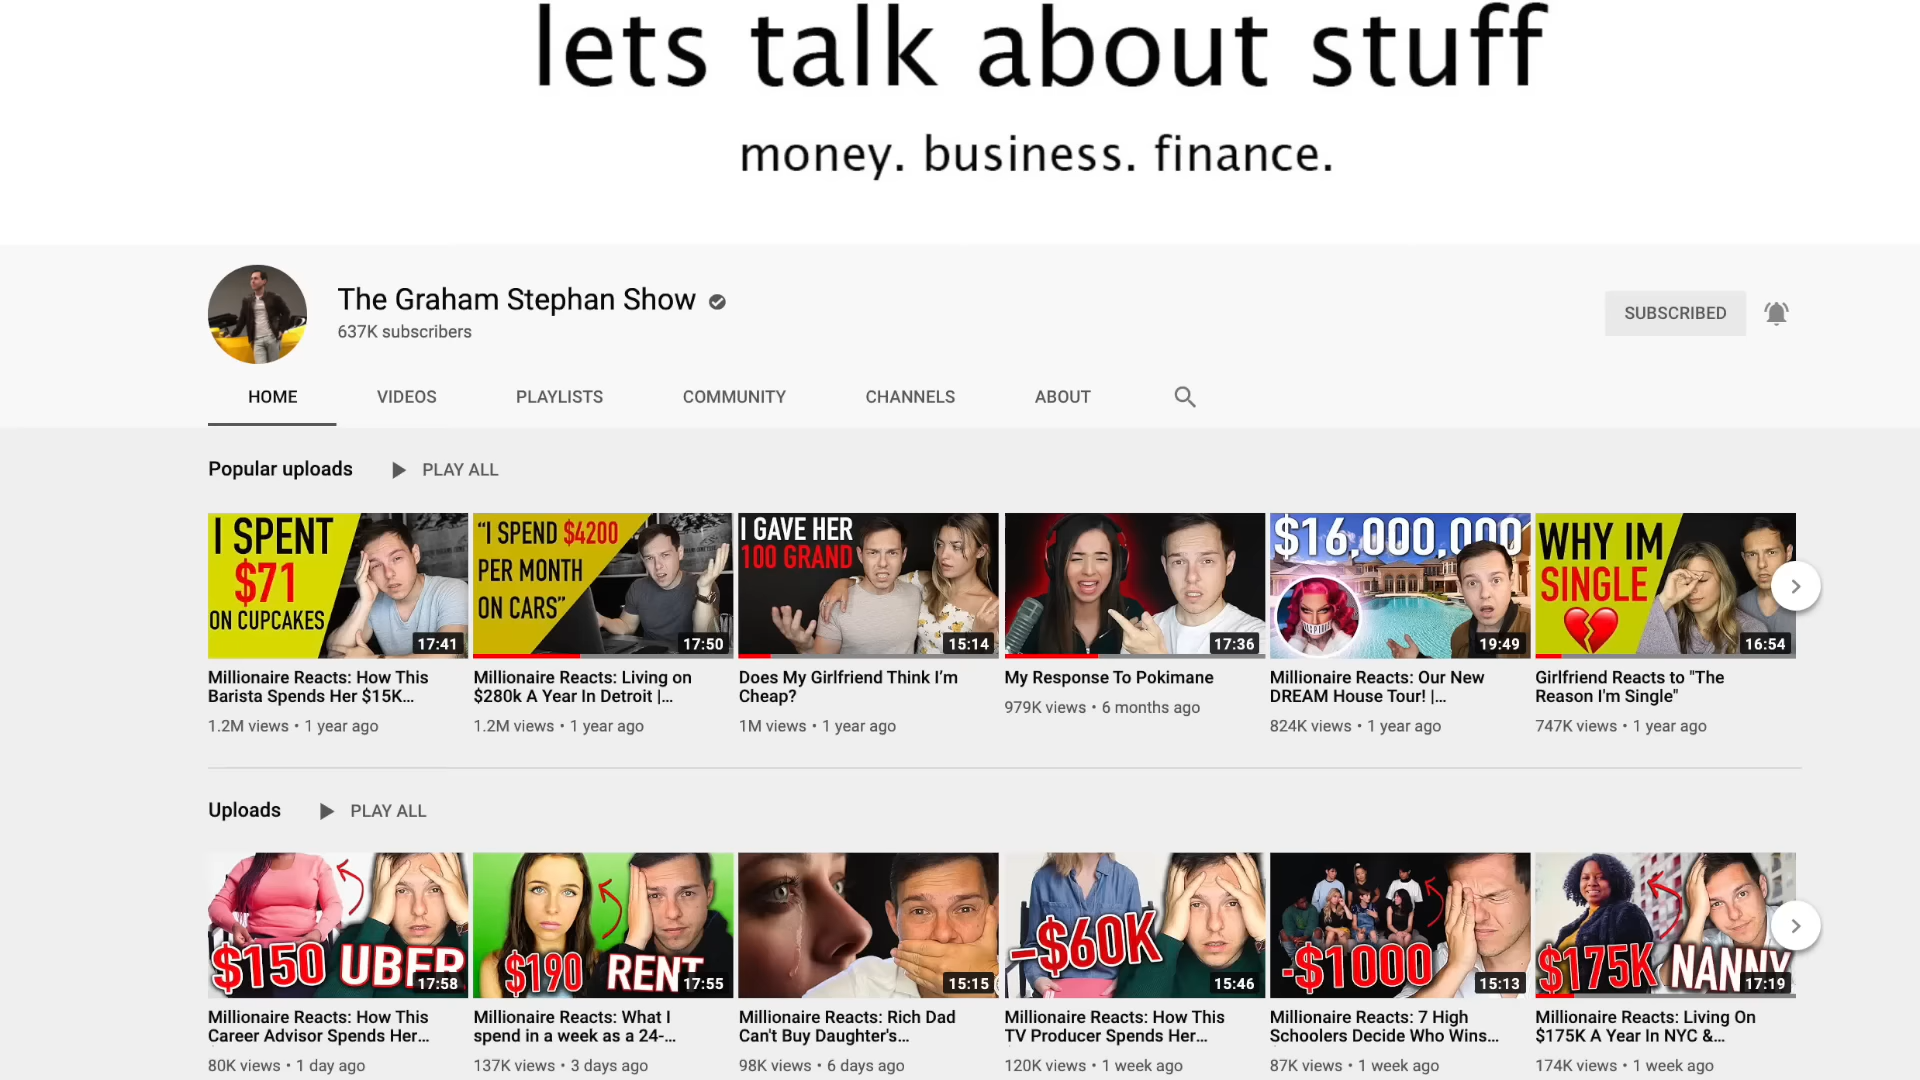 lets talk about stuff
money. business. finance.
The Graham Stephan Show
637K subscribers
SUBSCRIBED
HOME VIDEOS PLAYLISTS COMMUNITY CHANNELS ABOUT
Popular uploads PLAY ALL
I SPENT
$71
ON CUPCAKES
17:41
"I SPEND $4200
PER MONTH
ON CARS"
17:50
I GAVE HER
100 GRAND
15:14
17:36
$16,000,000
19:49
WHY IM
SINGLE
16:54
Millionaire Reacts: How This
Barista Spends Her $15K...
1.2M views • 1 year ago
Millionaire Reacts: Living on
$280k A Year In Detroit |...
1.2M views • 1 year ago
Does My Girlfriend Think I'm
Cheap?
1M views • 1 year ago
My Response To Pokimane
979K views • 6 months ago
Millionaire Reacts: Our New
DREAM House Tour! |...
824K views • 1 year ago
Girlfriend Reacts to "The
Reason I'm Single"
747K views • 1 year ago
Uploads PLAY ALL
$150 UBER
17:58
$190 RENT
17:55
15:15
-$60K
15:46
-$1000
15:13
$175K NANNY
17:19
Millionaire Reacts: How This
Career Advisor Spends Her...
80K views • 1 day ago
Millionaire Reacts: What I
spend in a week as a 24-...
137K views • 3 days ago
Millionaire Reacts: Rich Dad
Can't Buy Daughter's...
98K views • 6 days ago
Millionaire Reacts: How This
TV Producer Spends Her...
120K views • 1 week ago
Millionaire Reacts: 7 High
Schoolers Decide Who Wins...
87K views • 1 week ago
Millionaire Reacts: Living On
$175K A Year In NYC &...
174K views • 1 week ago